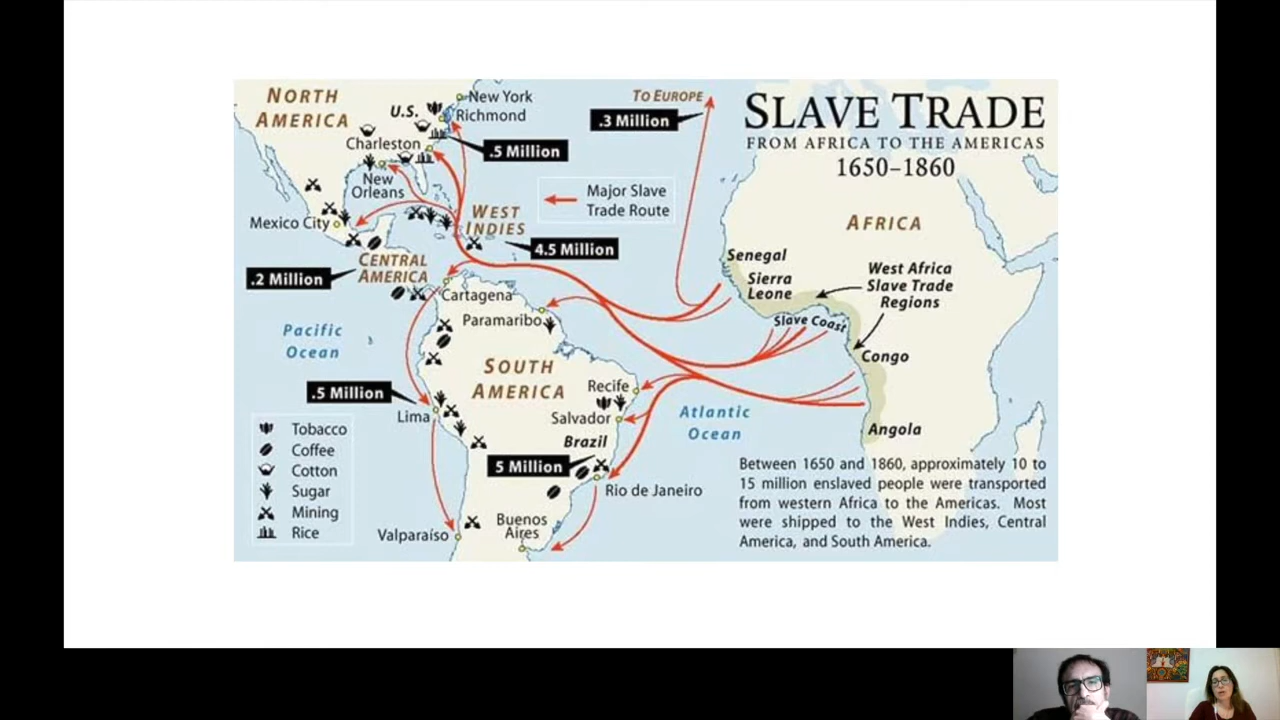 SLAVE TRADE
FROM AFRICA TO THE AMERICAS
1650–1860
NORTH
AMERICA
U.S.
New York
Richmond
Charleston
New
Orleans
Mexico City
.5 Million
TO EUROPE
.3 Million
Major Slave
Trade Route
WEST
INDIES
4.5 Million
CENTRAL
AMERICA
.2 Million
Cartagena
Paramaribo
Pacific
Ocean
SOUTH
AMERICA
.5 Million
Lima
Recife
Salvador
Brazil
5 Million
Rio de Janeiro
Valparaíso
Buenos
Aires
Atlantic
Ocean
AFRICA
Senegal
Sierra
Leone
West Africa
Slave Trade
Regions
Slave Coast
Congo
Angola
Tobacco
Coffee
Cotton
Sugar
Mining
Rice
Between 1650 and 1860, approximately 10 to
15 million enslaved people were transported
from western Africa to the Americas. Most
were shipped to the West Indies, Central
America, and South America.